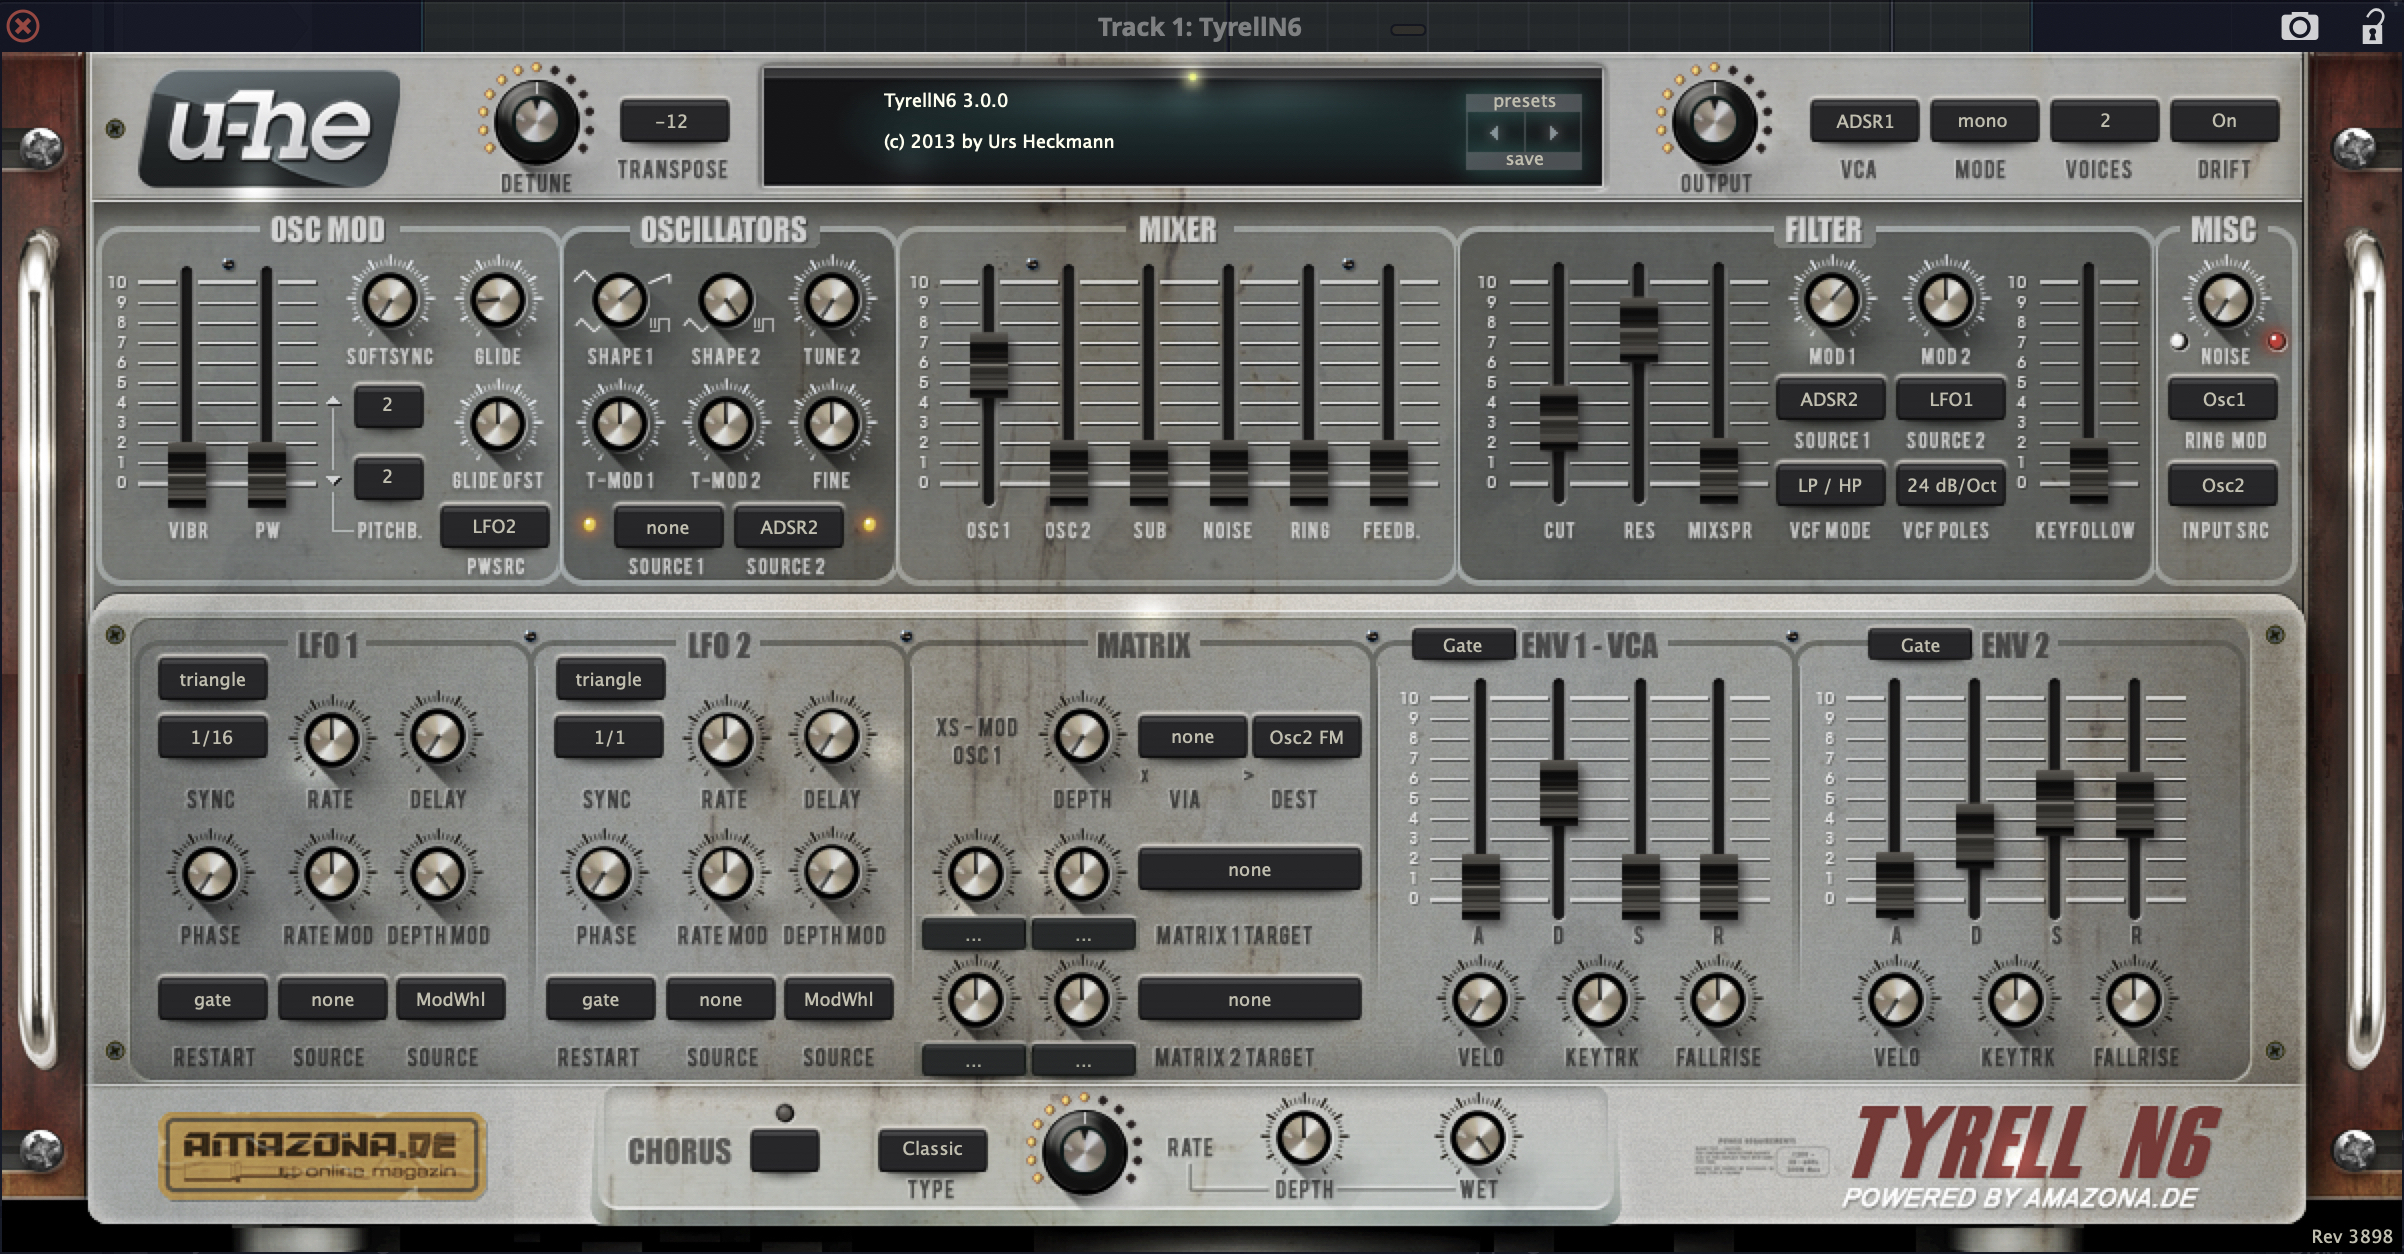 Track 1: TyrellN6
u-he
DETUNE
-12
TRANSPOSE
TyrellN6 3.0.0
(c) 2013 by Urs Heckmann
presets
save
OUTPUT
ADSR1
VCA
mono
MODE
2
VOICES
On
DRIFT
OSC MOD
10
9
8
7
6
5
4
3
2
1
0
VIBR
PW
SOFTSYNC
GLIDE
2
2
PITCHB.
GLIDE OFST
LFO2
PWSRC
OSCILLATORS
SHAPE 1
SHAPE 2
TUNE 2
T-MOD 1
T-MOD 2
FINE
none
ADSR2
SOURCE 1
SOURCE 2
MIXER
10
9
8
7
6
5
4
3
2
1
0
OSC 1
OSC 2
SUB
NOISE
RING
FEEDB.
FILTER
10
9
8
7
6
5
4
3
2
1
0
CUT
RES
MIXSPR
MOD 1
MOD 2
ADSR2
LFO1
SOURCE 1
SOURCE 2
LP / HP
24 dB/Oct
VCF MODE
VCF POLES
10
9
8
7
6
5
4
3
2
1
0
KEYFOLLOW
MISC
NOISE
Osc1
RING MOD
Osc2
INPUT SRC
LFO 1
triangle
1/16
SYNC
RATE
DELAY
PHASE
RATE MOD
DEPTH MOD
gate
none
ModWhl
RESTART
SOURCE
SOURCE
LFO 2
triangle
1/1
SYNC
RATE
DELAY
PHASE
RATE MOD
DEPTH MOD
gate
none
ModWhl
RESTART
SOURCE
SOURCE
MATRIX
XS - MOD
OSC 1
none
Osc2 FM
x
>
DEPTH
VIA
DEST
none
...
...
MATRIX 1 TARGET
none
...
...
MATRIX 2 TARGET
Gate
ENV 1 - VCA
10
9
8
7
6
5
4
3
2
1
0
A
D
S
R
VELO
KEYTRK
FALLRISE
Gate
ENV 2
10
9
8
7
6
5
4
3
2
1
0
A
D
S
R
VELO
KEYTRK
FALLRISE
AMAZONA.DE
online magazin
CHORUS
Classic
TYPE
RATE
DEPTH
WET
TYRELL N6
POWERED BY AMAZONA.DE
Rev 3898